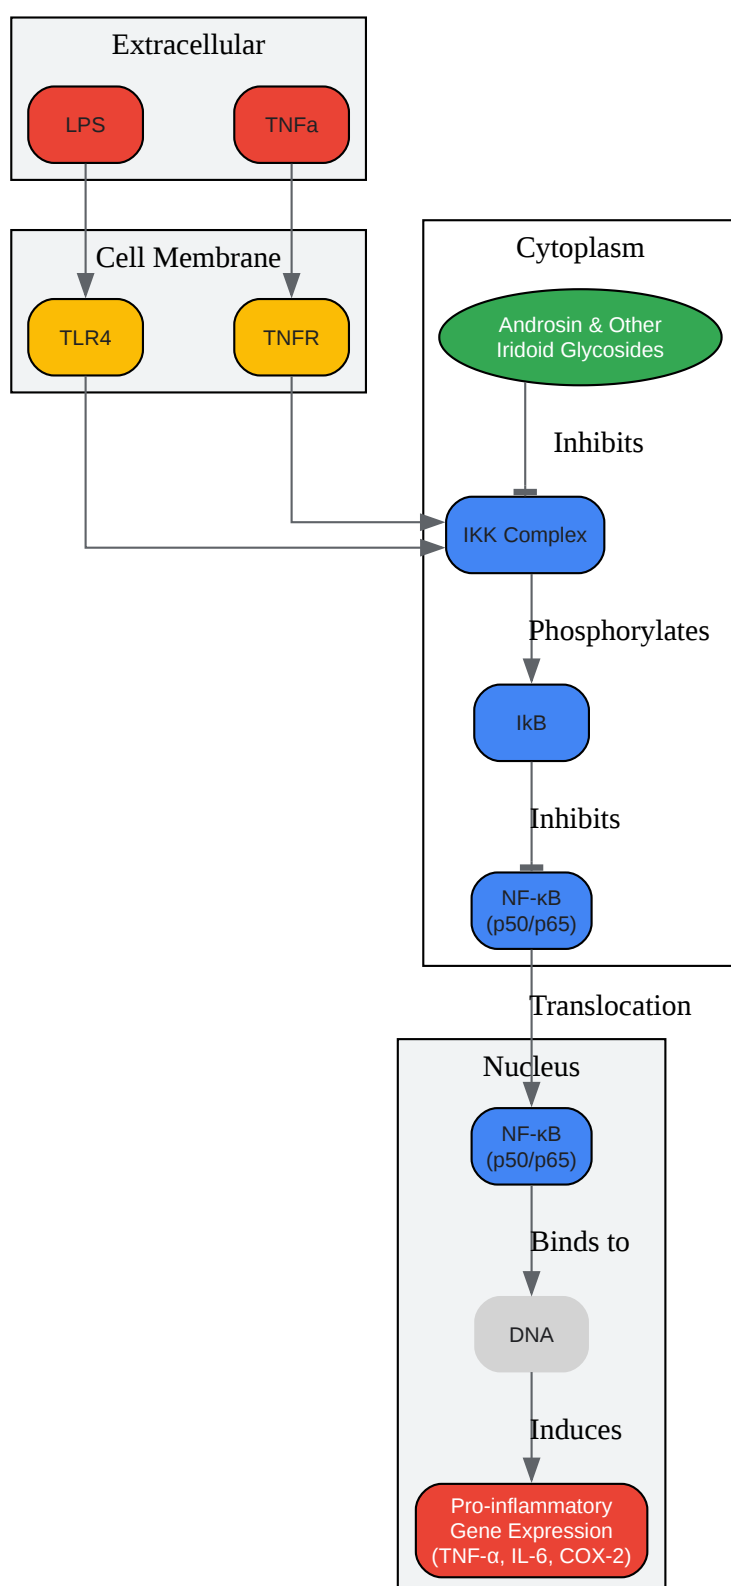 Extracellular
LPS
TNFa
Cell Membrane
TLR4
TNFR
Cytoplasm
Androsin & Other
Iridoid Glycosides
Inhibits
IKK Complex
Phosphorylates
IkB
Inhibits
NF-κB
(p50/p65)
Translocation
Nucleus
NF-κB
(p50/p65)
Binds to
DNA
Induces
Pro-inflammatory
Gene Expression
(TNF-α, IL-6, COX-2)